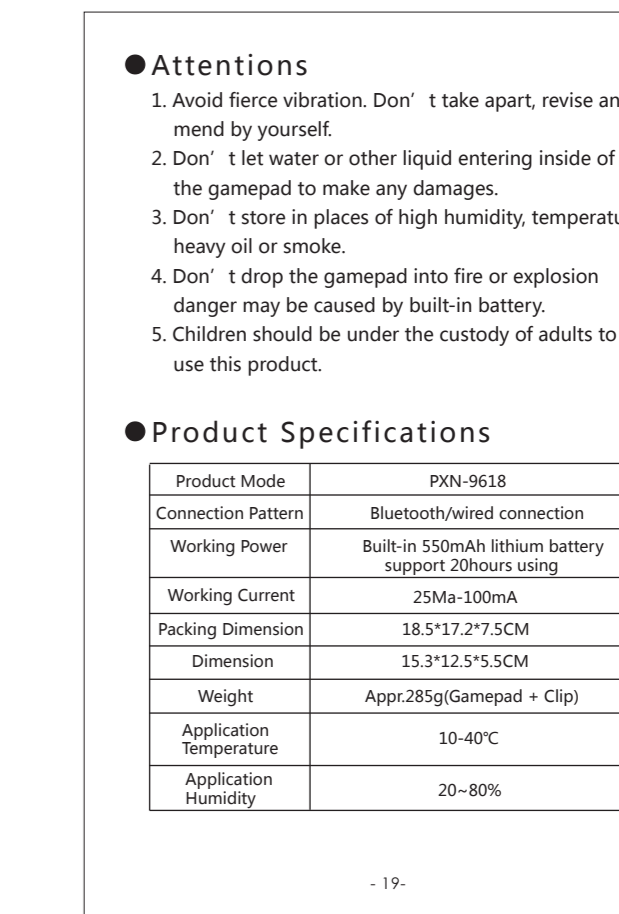 ●Attentions
1. Avoid fierce vibration. Don’ t take apart, revise an
mend by yourself.
2. Don’ t let water or other liquid entering inside of
the gamepad to make any damages.
3. Don’ t store in places of high humidity, temperatu
heavy oil or smoke.
4. Don’ t drop the gamepad into fire or explosion
danger may be caused by built-in battery.
5. Children should be under the custody of adults to
use this product.
●Product Specifications
Product Mode PXN-9618
Connection Pattern Bluetooth/wired connection
Working Power Built-in 550mAh lithium battery
support 20hours using
Working Current 25Ma-100mA
Packing Dimension 18.5*17.2*7.5CM
Dimension 15.3*12.5*5.5CM
Weight Appr.285g(Gamepad + Clip)
Application
Temperature 10-40℃
Application
Humidity 20~80%
- 19-